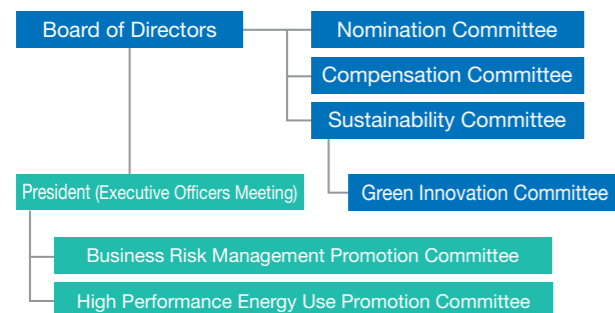 Board of Directors
Nomination Committee
Compensation Committee
Sustainability Committee
President (Executive Officers Meeting)
Green Innovation Committee
Business Risk Management Promotion Committee
High Performance Energy Use Promotion Committee